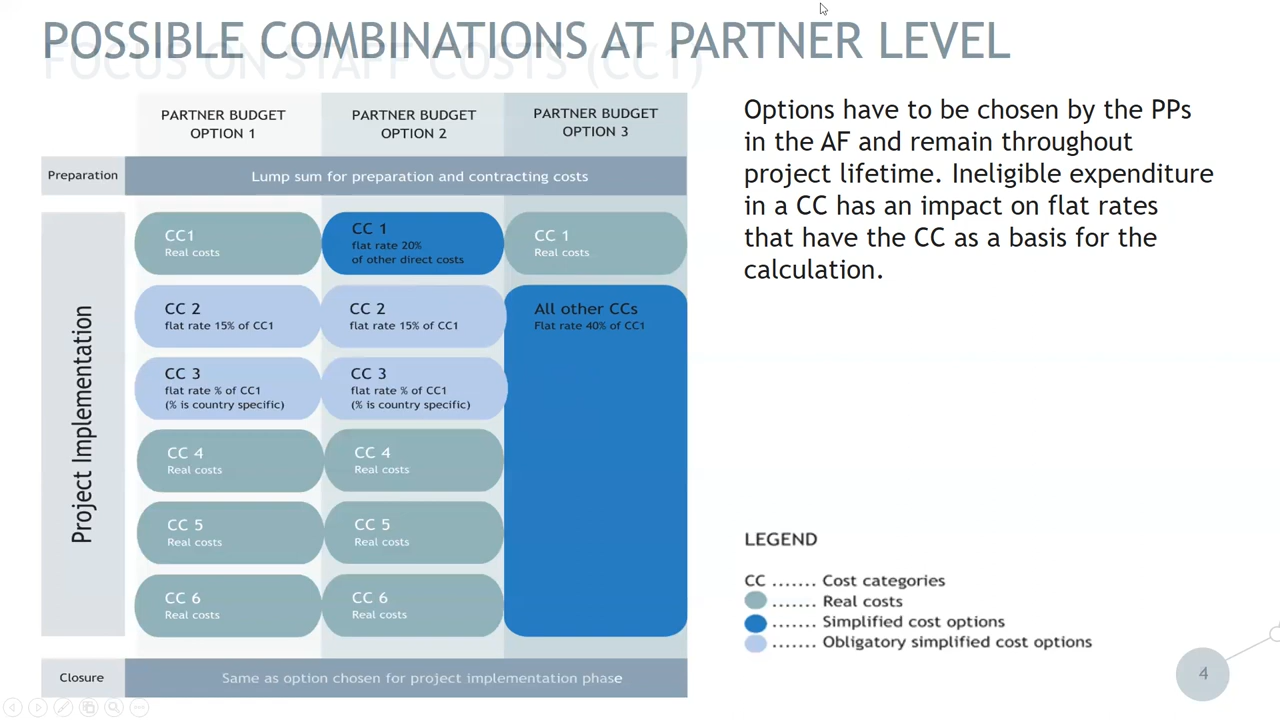 POSSIBLE COMBINATIONS AT PARTNER LEVEL
FOCUS ON STAFF COSTS (CC1)
PARTNER BUDGET
OPTION 1
PARTNER BUDGET
OPTION 2
PARTNER BUDGET
OPTION 3
Preparation
Lump sum for preparation and contracting costs
Project Implementation
CC1
Real costs
CC 1
flat rate 20%
of other direct costs
CC 1
Real costs
CC 2
flat rate 15% of CC1
CC 2
flat rate 15% of CC1
All other CCs
Flat rate 40% of CC1
CC 3
flat rate % of CC1
(% is country specific)
CC 3
flat rate % of CC1
(% is country specific)
CC 4
Real costs
CC 4
Real costs
CC 5
Real costs
CC 5
Real costs
CC 6
Real costs
CC 6
Real costs
Closure
Same as option chosen for project implementation phase
Options have to be chosen by the PPs
in the AF and remain throughout
project lifetime. Ineligible expenditure
in a CC has an impact on flat rates
that have the CC as a basis for the
calculation.
LEGEND
CC ....... Cost categories
....... Real costs
....... Simplified cost options
....... Obligatory simplified cost options
4